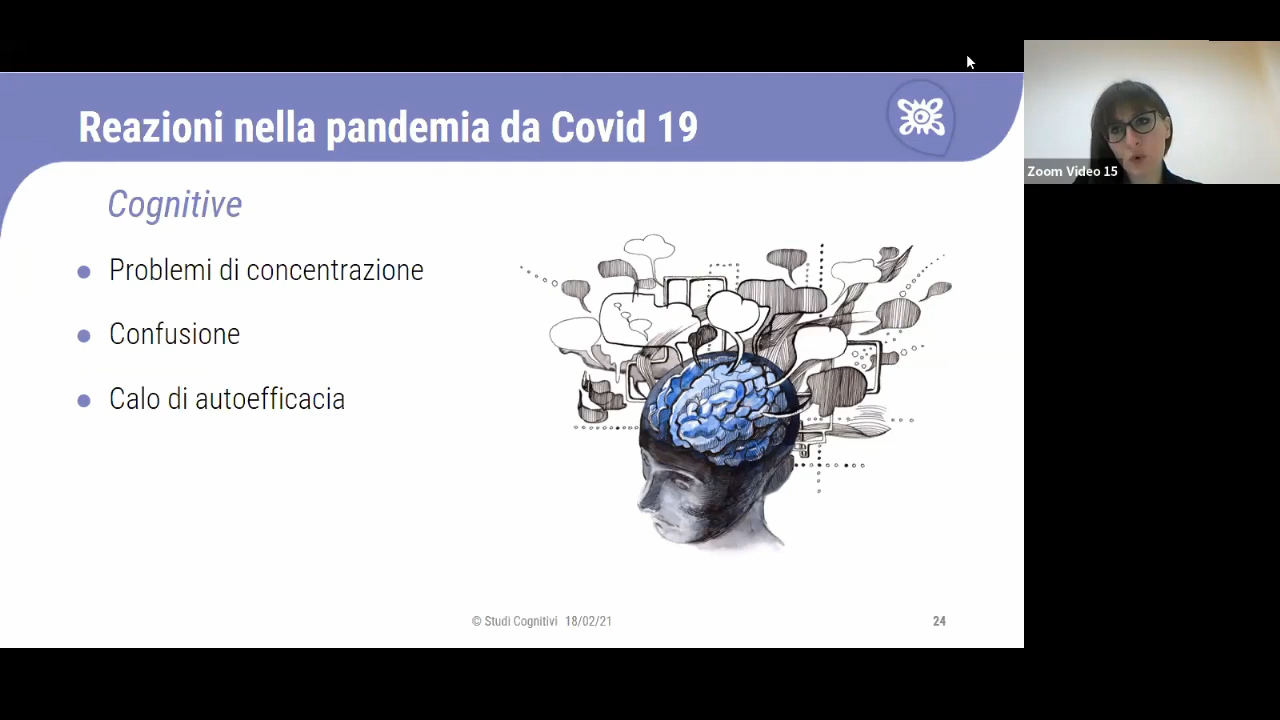 Reazioni nella pandemia da Covid 19
Cognitive
Problemi di concentrazione
Confusione
Calo di autoefficacia
© Studi Cognitivi 18/02/21
24
Zoom Video 15